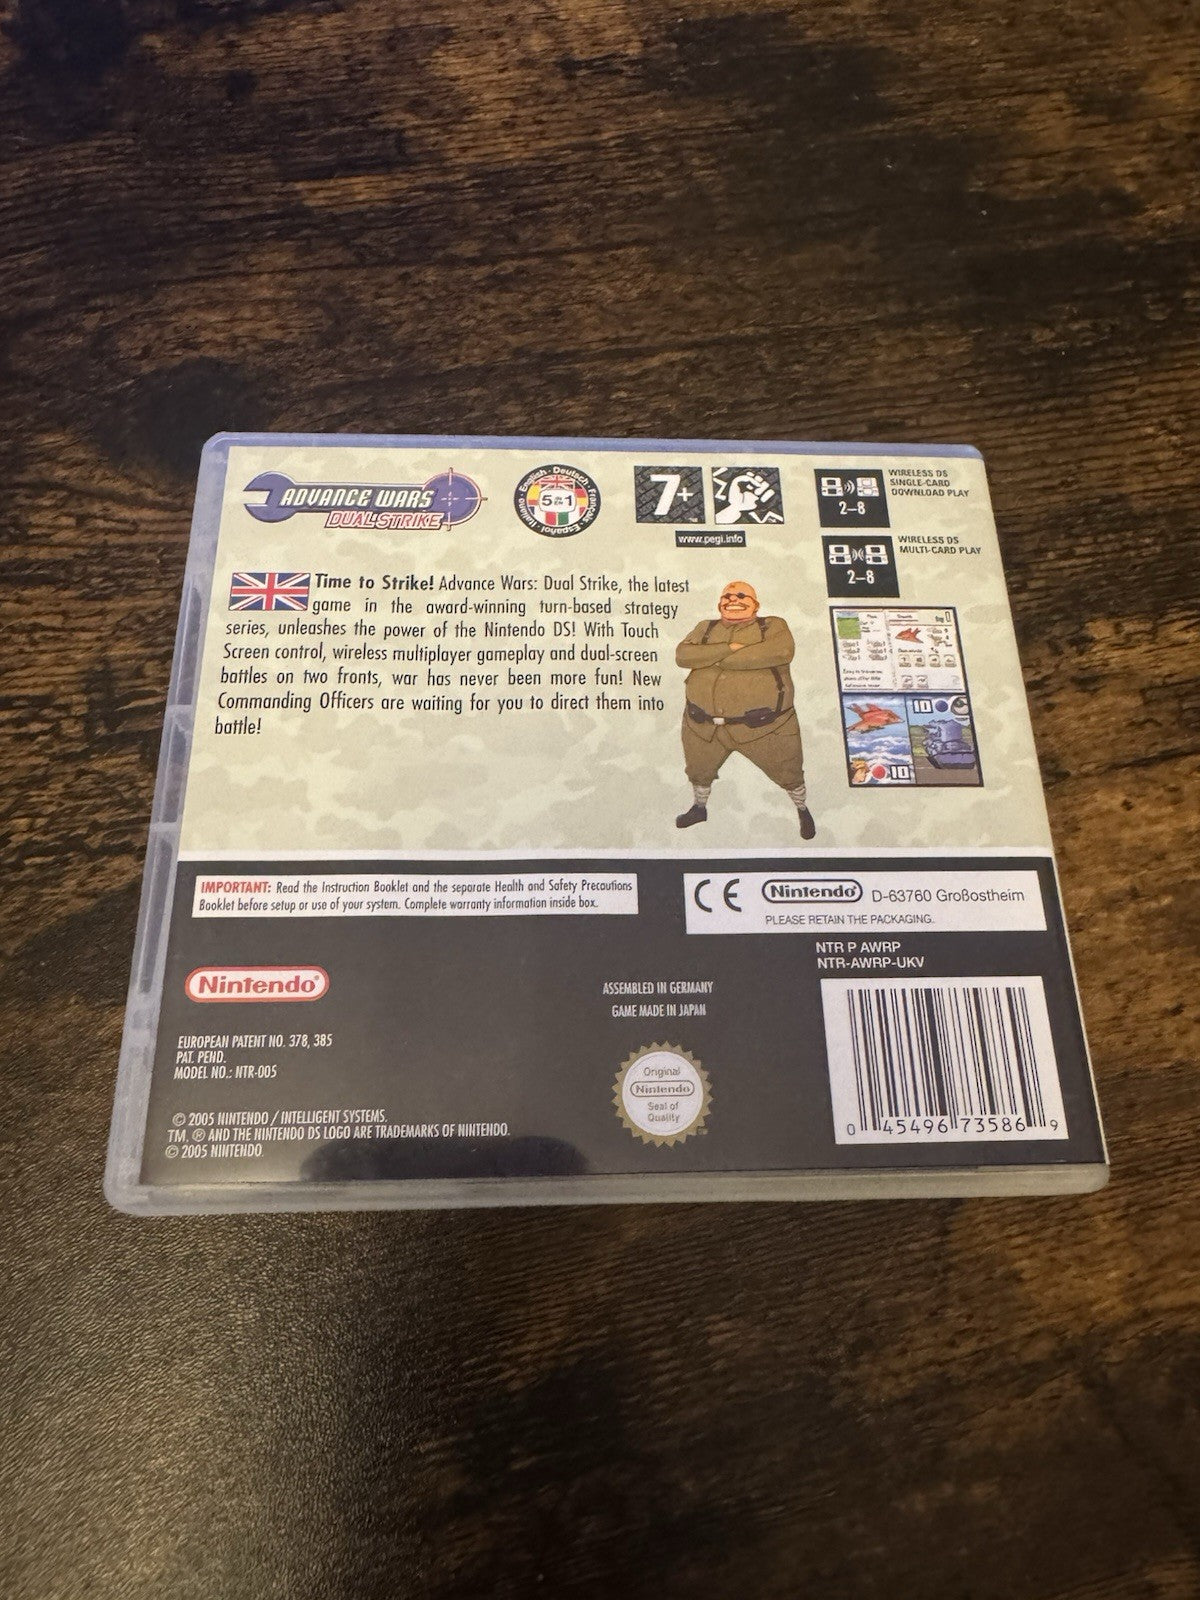 ADVANCE WARS
DUAL STRIKE
English · Deutsch · Français · Español · Italiano
5 in 1
7+
www.pegi.info
WIRELESS DS
SINGLE-CARD
DOWNLOAD PLAY
2–8
WIRELESS DS
MULTI-CARD PLAY
2–8
Time to Strike! Advance Wars: Dual Strike, the latest
game in the award-winning turn-based strategy
series, unleashes the power of the Nintendo DS! With Touch
Screen control, wireless multiplayer gameplay and dual-screen
battles on two fronts, war has never been more fun! New
Commanding Officers are waiting for you to direct them into
battle!
10
10
IMPORTANT: Read the Instruction Booklet and the separate Health and Safety Precautions
Booklet before setup or use of your system. Complete warranty information inside box.
CE Nintendo® D-63760 Großostheim
PLEASE RETAIN THE PACKAGING.
NTR P AWRP
NTR-AWRP-UKV
Nintendo®
ASSEMBLED IN GERMANY
GAME MADE IN JAPAN
EUROPEAN PATENT NO. 378, 385
PAT. PEND.
MODEL NO.: NTR-005
Original
Nintendo
Seal of
Quality
© 2005 NINTENDO / INTELLIGENT SYSTEMS.
TM, ® AND THE NINTENDO DS LOGO ARE TRADEMARKS OF NINTENDO.
© 2005 NINTENDO.
0 45496 73586 9